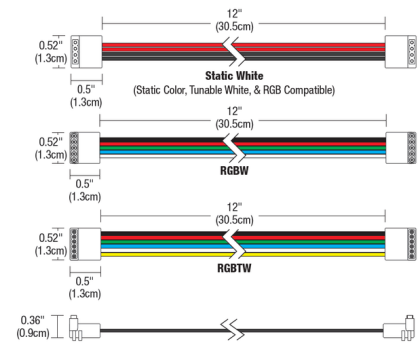 12"
(30.5cm)
0.52"
(1.3cm)
0.5"
(1.3cm)
Static White
(Static Color, Tunable White, & RGB Compatible)
12"
(30.5cm)
0.52"
(1.3cm)
0.5"
(1.3cm)
RGBW
12"
(30.5cm)
0.52"
(1.3cm)
0.5"
(1.3cm)
RGBTW
0.36"
(0.9cm)